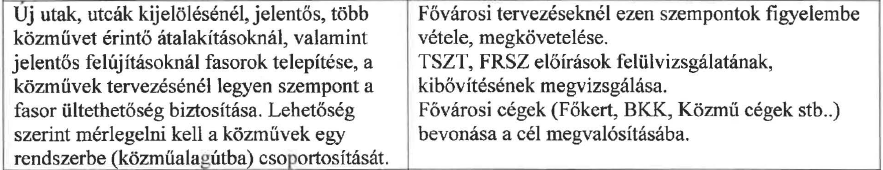 Új utak, utcák kijelölésénél, jelentős, több
közművet érintő átalakításoknál, valamint
jelentős felújításoknál fasorok telepítése, a
közművek tervezésénél legyen szempont a
fasor ültethetőség biztosítása. Lehetőség
szerint mérlegelni kell a közművek egy
rendszerbe (közműalagútba) csoportosítását.
Fővárosi tervezéseknél ezen szempontok figyelembe
vétele, megkövetelése.
TSZT, FRSZ előírások felülvizsgálatának,
kibővítésének megvizsgálása.
Fővárosi cégek (Főkert, BKK, Közmű cégek stb..)
bevonása a cél megvalósításába.